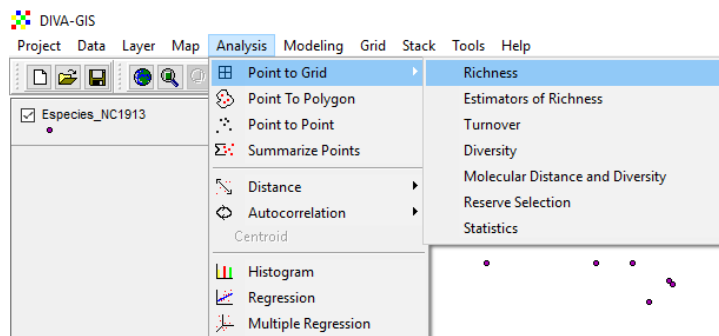 DIVA-GIS
Project Data Layer Map Analysis Modeling Grid Stack Tools Help
Especies_NC1913
Point to Grid
Point To Polygon
Point to Point
Summarize Points
Distance
Autocorrelation
Centroid
Histogram
Regression
Multiple Regression
Richness
Estimators of Richness
Turnover
Diversity
Molecular Distance and Diversity
Reserve Selection
Statistics